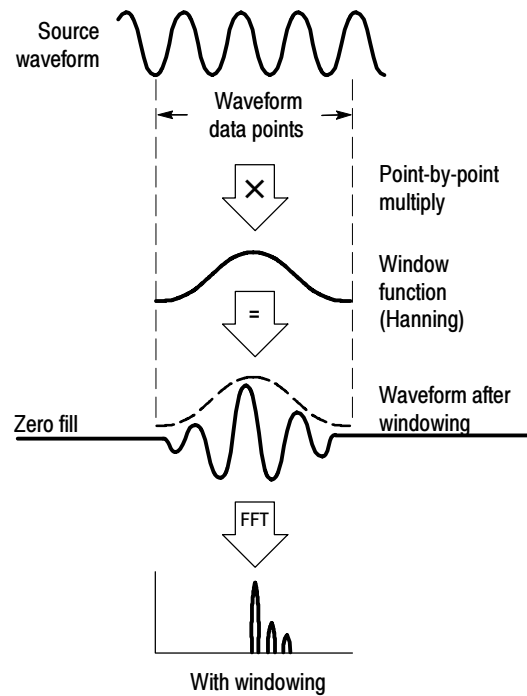 Source
waveform
Waveform
data points
×
Point-by-point
multiply
Window
function
(Hanning)
=
Zero fill
Waveform after
windowing
FFT
With windowing